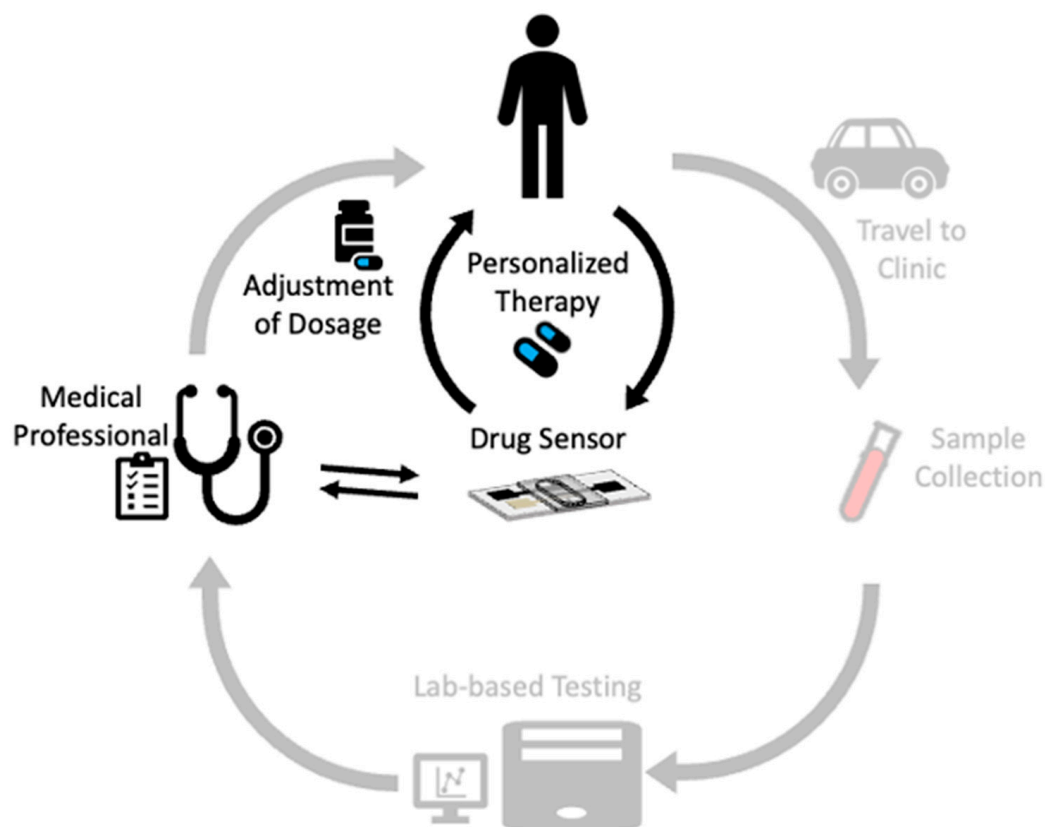 Travel to
Clinic
Personalized
Therapy
Adjustment
of Dosage
Medical
Professional
Drug Sensor
Sample
Collection
Lab-based Testing